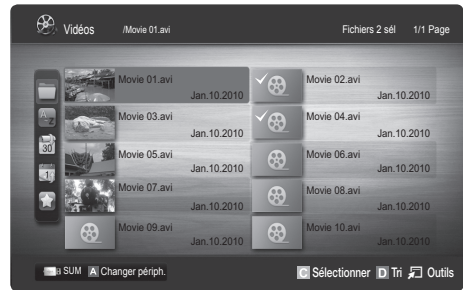 Vidéos /Movie 01.avi Fichiers 2 sél 1/1 Page
Movie 01.avi Movie 02.avi
Jan.10.2010 Jan.10.2010
Movie 03.avi Movie 04.avi
Jan.10.2010 Jan.10.2010
Movie 05.avi Movie 06.avi
Jan.10.2010 Jan.10.2010
Movie 07.avi Movie 08.avi
Jan.10.2010 Jan.10.2010
Movie 09.avi Movie 10.avi
Jan.10.2010 Jan.10.2010
SUM A Changer périph. C Sélectionner D Tri Outils